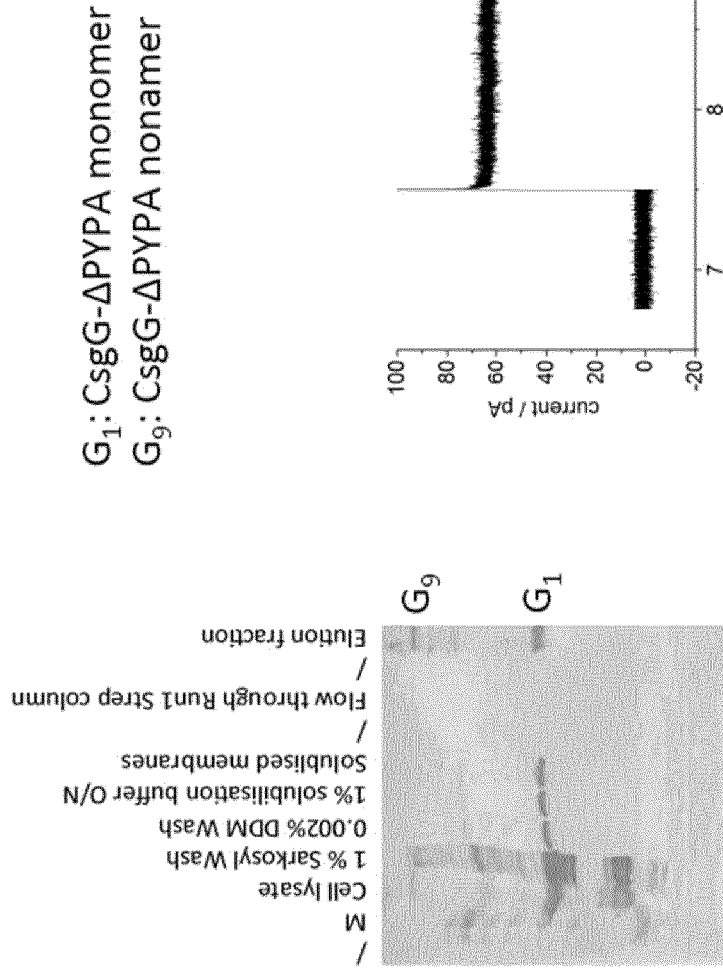 G₁: CsgG-ΔPYPA monomer
G₉: CsgG-ΔPYPA nonamer
/
M
Cell lysate
1 % Sarkosyl Wash
0.002% DDM Wash
1% solubilisation buffer O/N
Solublised membranes
/
Flow through Run1 Strep column
/
Elution fraction
G₉
G₁
current / pA
100
80
60
40
20
0
-20
7
8